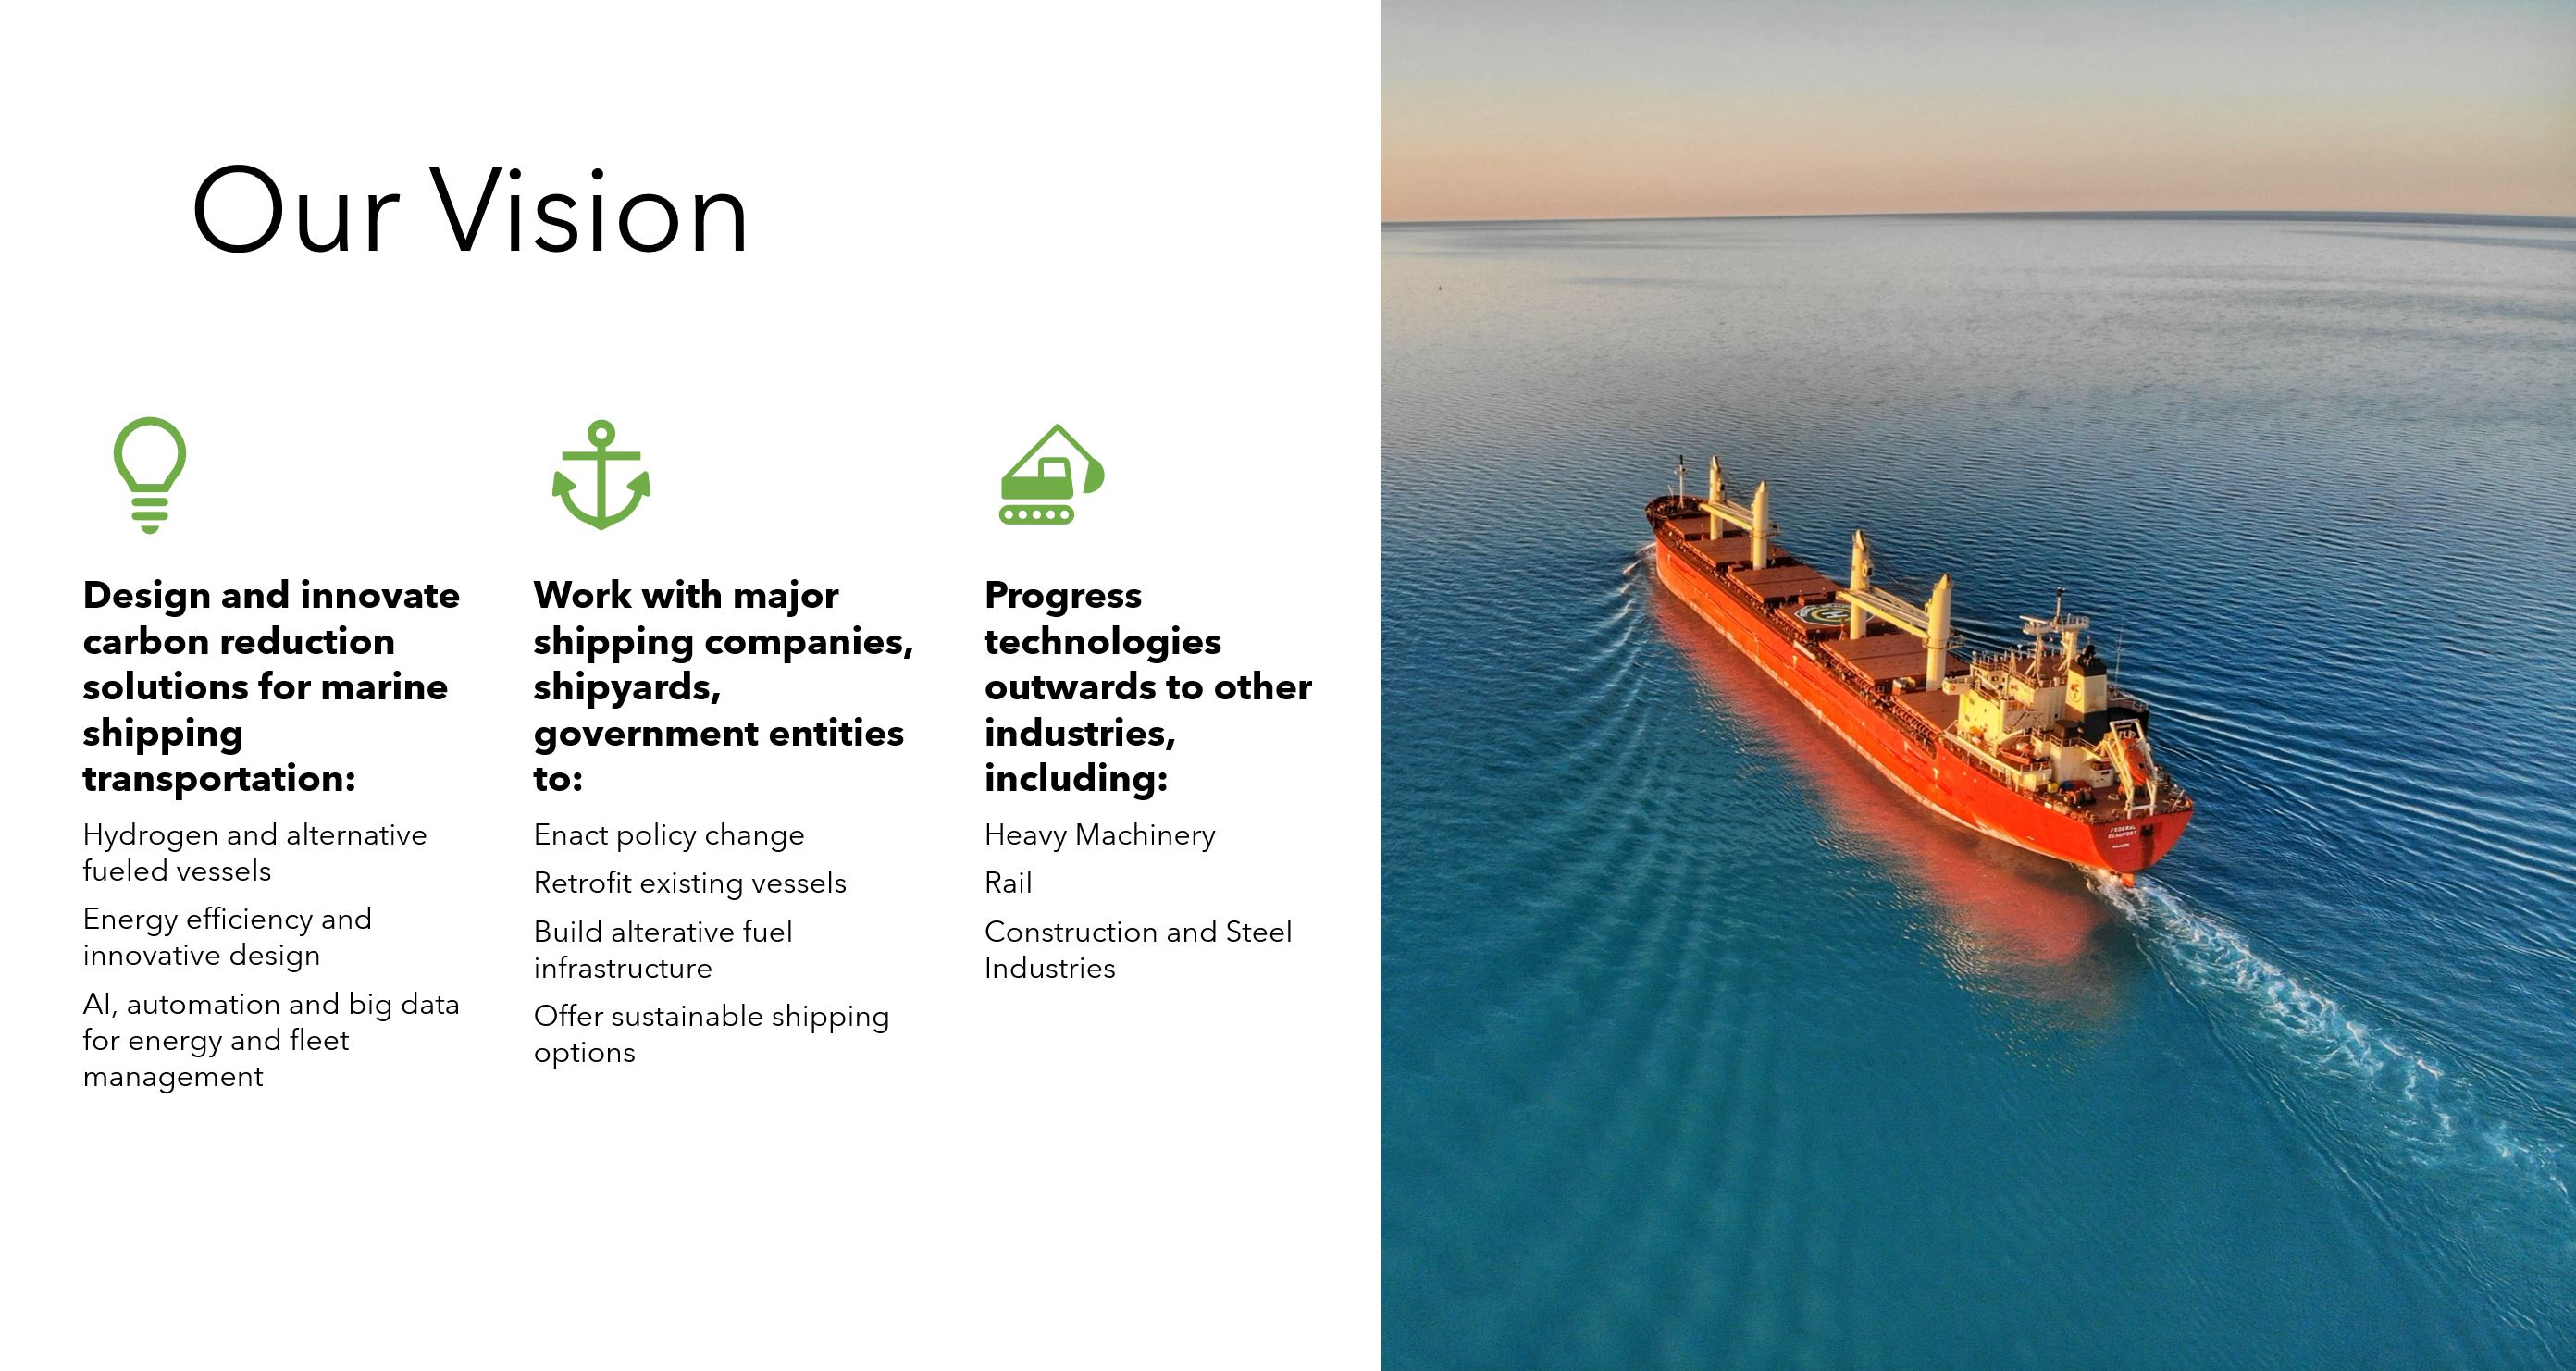 Our Vision
Design and innovate
carbon reduction
solutions for marine
shipping
transportation:
Hydrogen and alternative
fueled vessels
Energy efficiency and
innovative design
AI, automation and big data
for energy and fleet
management
Work with major
shipping companies,
shipyards,
government entities
to:
Enact policy change
Retrofit existing vessels
Build alterative fuel
infrastructure
Offer sustainable shipping
options
Progress
technologies
outwards to other
industries,
including:
Heavy Machinery
Rail
Construction and Steel
Industries
FEDERAL
BEAUFORT